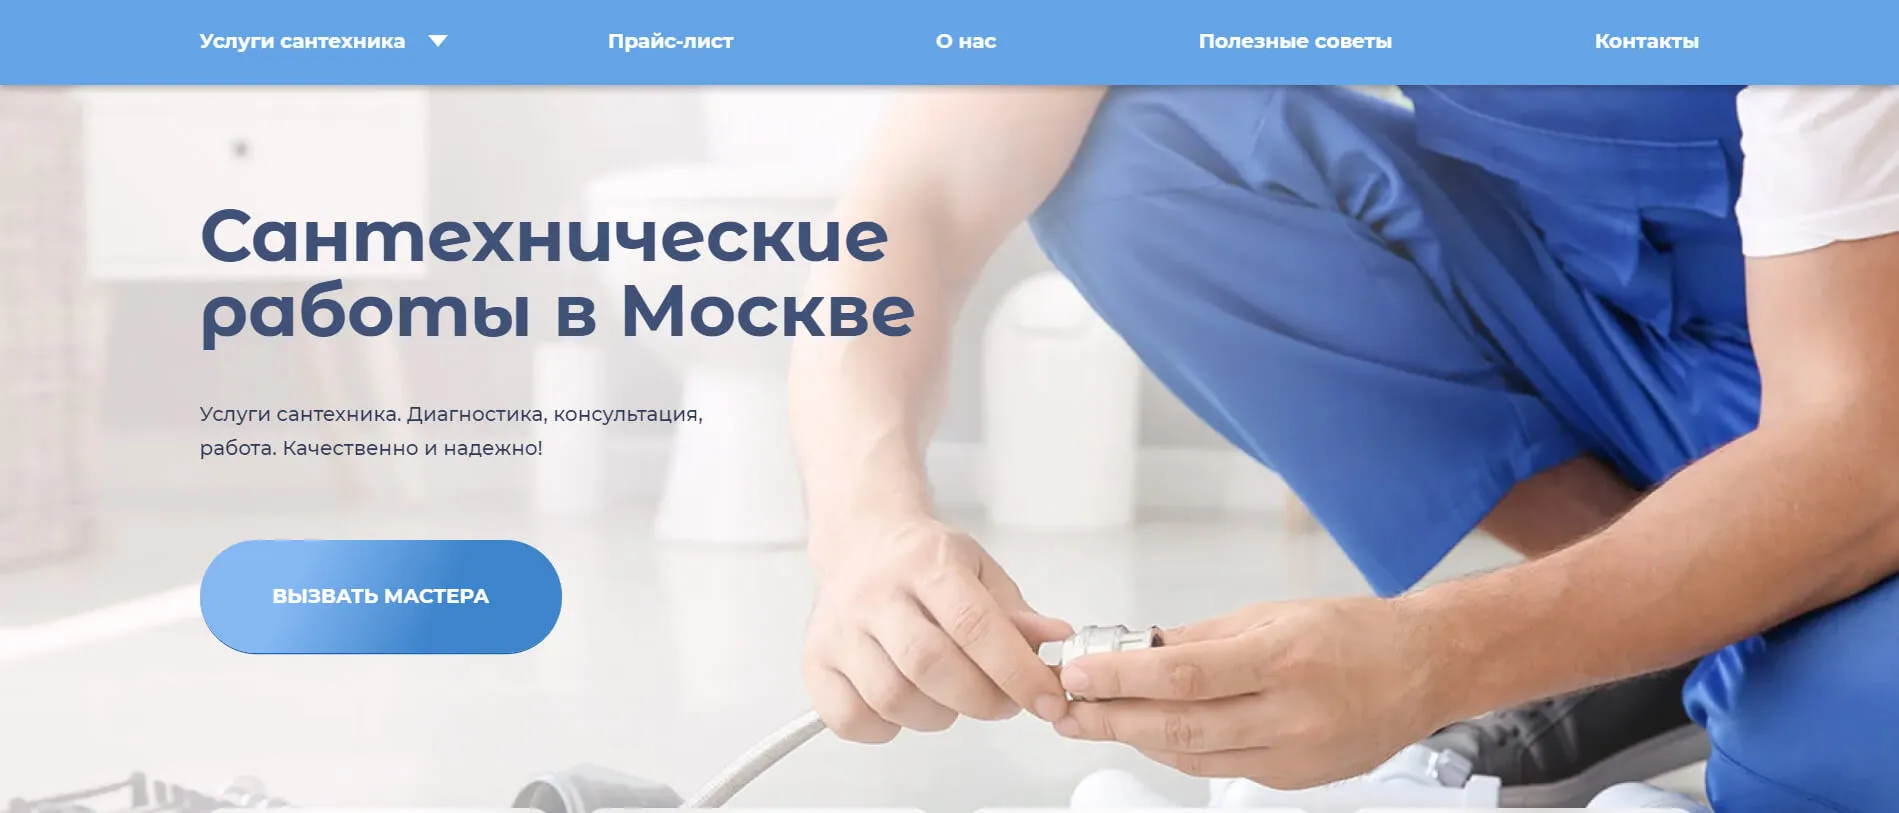 Услуги сантехника
Прайс-лист
О нас
Полезные советы
Контакты
Сантехнические
работы в Москве
Услуги сантехника. Диагностика, консультация,
работа. Качественно и надежно!
ВЫЗВАТЬ МАСТЕРА